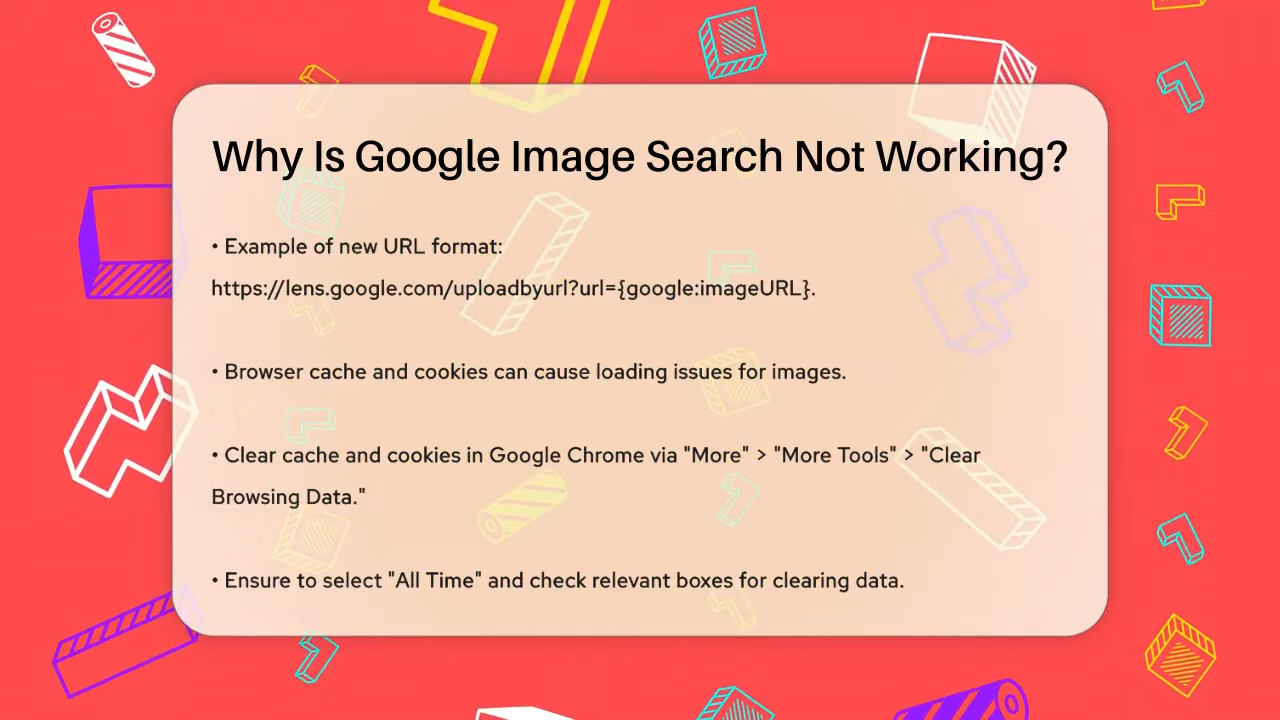 Why Is Google Image Search Not Working?
• Example of new URL format:
https://lens.google.com/uploadbyurl?url={google:imageURL}.
• Browser cache and cookies can cause loading issues for images.
• Clear cache and cookies in Google Chrome via "More" > "More Tools" > "Clear
Browsing Data."
• Ensure to select "All Time" and check relevant boxes for clearing data.